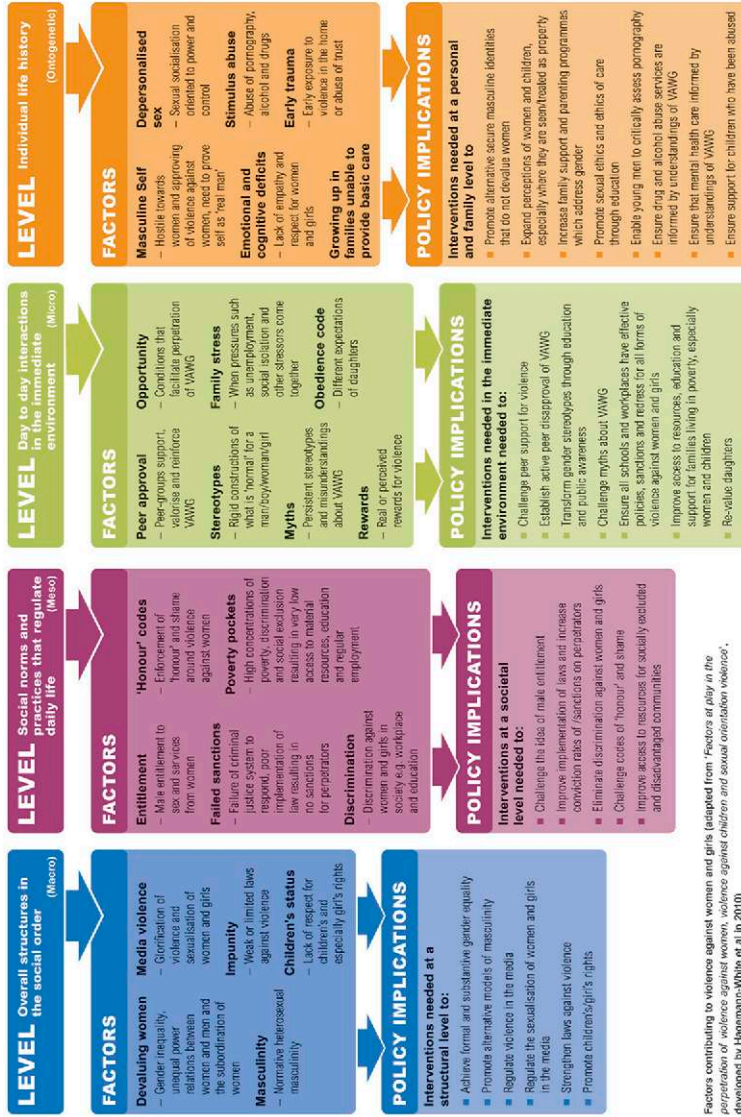 LEVEL Overall structures in
the social order
(Macro)
FACTORS
Devaluing women
– Gender inequality,
unequal power
relations between
women and men and
the subordination of
women
Masculinity
– Normative heterosexual
masculinity
Media violence
– Glorification of
violence and
sexualisation of
women and girls
Impunity
– Weak or limited laws
against violence
Children's status
– Lack of respect for
children's and
especially girl's rights
POLICY IMPLICATIONS
Interventions needed at a
structural level to:
■ Achieve formal and substantive gender equality
■ Promote alternative models of masculinity
■ Regulate violence in the media
■ Regulate the sexualisation of women and girls
in the media
■ Strengthen laws against violence
■ Promote children's/girl's rights
LEVEL Social norms and
practices that regulate
daily life
(Meso)
FACTORS
Entitlement
– Male entitlement to
sex and services
from women
Failed sanctions
– Failure of criminal
justice system to
respond, poor
implementation of
law resulting in
no sanctions
for perpetrators
Discrimination
– Discrimination against
women and girls in
society e.g. workplace
and education
'Honour' codes
– Enforcement of
'honour' and shame
around violence
against women
Poverty pockets
– High concentrations of
poverty, discrimination
and social exclusion
resulting in very low
access to material
resources, education
and regular
employment
POLICY IMPLICATIONS
Interventions at a societal
level needed to:
■ Challenge the idea of male entitlement
■ Improve implementation of laws and increase
conviction rates of /sanctions on perpetrators
■ Eliminate discrimination against women and girls
■ Challenge codes of 'honour' and shame
■ Improve access to resources for socially excluded
and disadvantaged communities
LEVEL Day to day interactions
in the immediate
environment
(Micro)
FACTORS
Peer approval
– Peer-groups support,
valorise and reinforce
VAWG
Stereotypes
– Rigid constructions of
what is 'normal' for a
man/boy/woman/girl
Myths
– Persistent stereotypes
and misunderstandings
about VAWG
Rewards
– Real or perceived
rewards for violence
Opportunity
– Conditions that
facilitate perpetration
of VAWG
Family stress
– When pressures such
as unemployment,
social isolation and
other stressors come
together
Obedience code
– Different expectations
of daughters
POLICY IMPLICATIONS
Interventions needed in the immediate
environment needed to:
■ Challenge peer support for violence
■ Establish active peer disapproval of VAWG
■ Transform gender stereotypes through education
and public awareness
■ Challenge myths about VAWG
■ Ensure all schools and workplaces have effective
policies, sanctions and redress for all forms of
violence against women and girls
■ Improve access to resources, education and
support for families living in poverty, especially
women and children
■ Re-value daughters
LEVEL Individual life history
(Ontogenetic)
FACTORS
Masculine Self
– Hostile towards
women and approving
of violence against
women, need to prove
self as 'real man'
Emotional and
cognitive deficits
– Lack of empathy and
respect for women
and girls
Growing up in
families unable to
provide basic care
Depersonalised
sex
– Sexual socialisation
oriented to power and
control
Stimulus abuse
– Abuse of pornography,
alcohol and drugs
Early trauma
– Early exposure to
violence in the home
or abuse of trust
POLICY IMPLICATIONS
Interventions needed at a personal
and family level to
■ Promote alternative secure masculine identities
that do not devalue women
■ Expand perceptions of women and children,
especially where they are seen/treated as property
■ Increase family support and parenting programmes
which address gender
■ Promote sexual ethics and ethics of care
through education
■ Enable young men to critically assess pornography
■ Ensure drug and alcohol abuse services are
informed by understandings of VAWG
■ Ensure that mental health care informed by
understandings of VAWG
■ Ensure support for children who have been abused
Factors contributing to violence against women and girls (adapted from 'Factors at play in the
perpetration of violence against women, violence against children and sexual orientation violence',
developed by Hagemann-White et al in 2010)